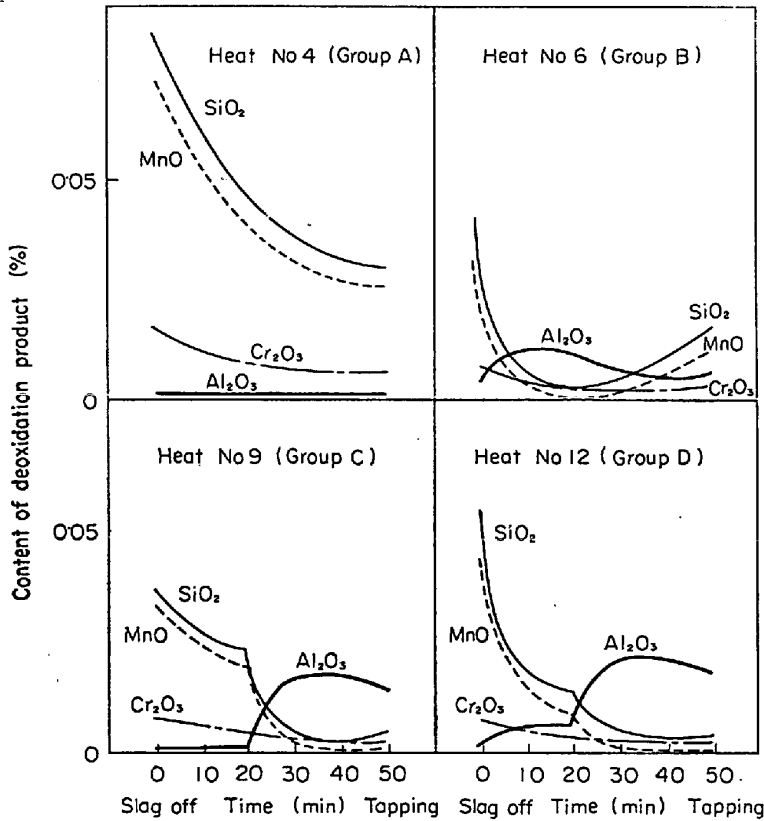 Content of deoxidation product (%)
Heat No 4 (Group A)
SiO₂
MnO
Cr₂O₃
Al₂O₃
0·05
0
Heat No 6 (Group B)
SiO₂
Al₂O₃
MnO
Cr₂O₃
Heat No 9 (Group C)
0·05
SiO₂
MnO
Al₂O₃
Cr₂O₃
0
Heat No 12 (Group D)
SiO₂
MnO
Al₂O₃
Cr₂O₃
0 10 20 30 40 50
Slag off Time (min) Tapping
0 10 20 30 40 50
Slag off Time (min) Tapping